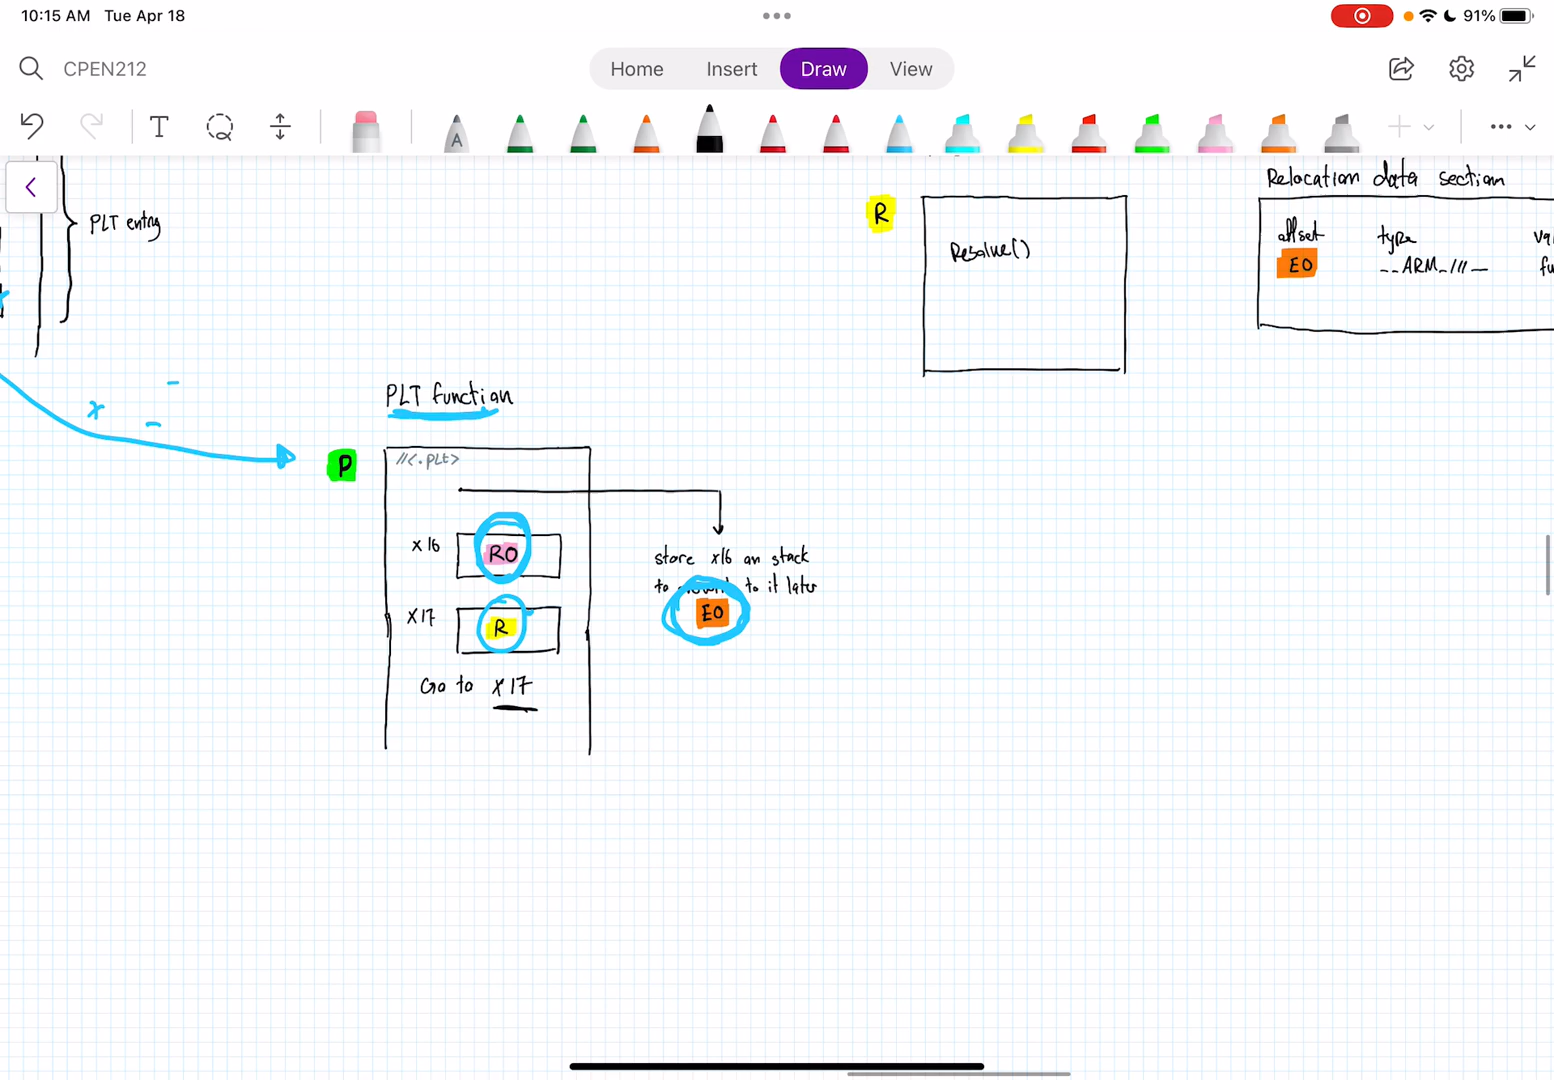 10:15 AM Tue Apr 18
91%
CPEN212
Home Insert Draw View
T
A
PLT entry
R
Resolve()
Relocation data section
offset type
EO --ARM_///_
PLT function
P
//<.plt>
x16 RO
x17 R
Go to x17
store x16 on stack
to to it later
EO